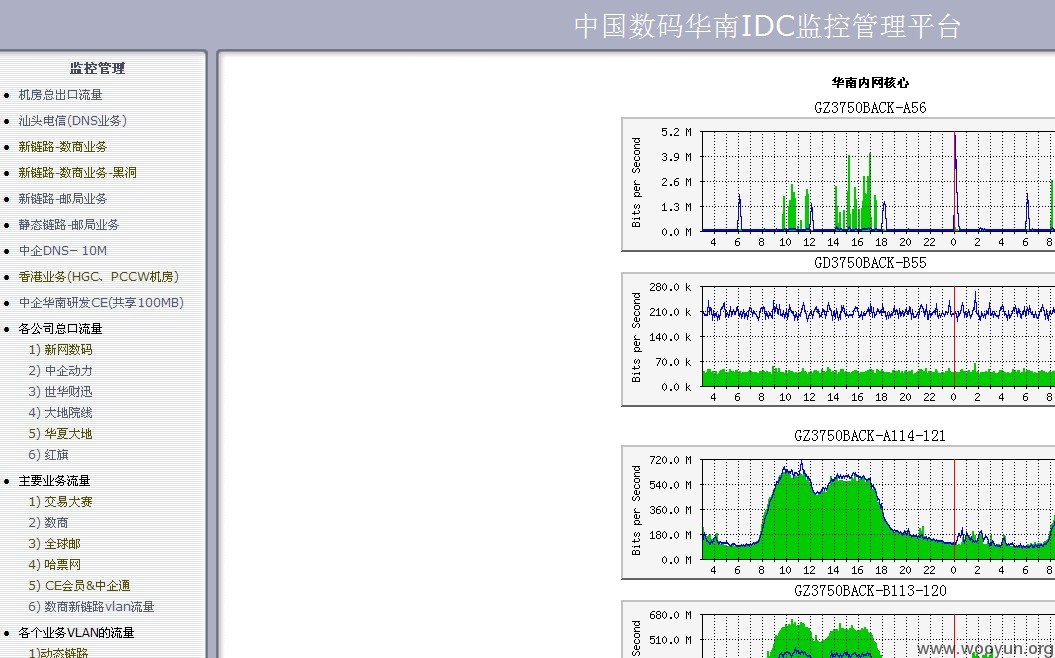 中国数码华南IDC监控管理平台
监控管理
机房总出口流量
汕头电信(DNS业务)
新链路-数商业务
新链路-数商业务-黑洞
新链路-邮局业务
静态链路-邮局业务
中企DNS− 10M
香港业务(HGC、PCCW机房)
中企华南研发CE(共享100MB)
各公司总口流量
1) 新网数码
2) 中企动力
3) 世华财迅
4) 大地院线
5) 华夏大地
6) 红旗
主要业务流量
1) 交易大赛
2) 数商
3) 全球邮
4) 哈票网
5) CE会员&中企通
6) 数商新链路vlan流量
各个业务VLAN的流量
1)动态链路
华南内网核心
GZ3750BACK-A56
Bits per Second
5.2 M
3.9 M
2.6 M
1.3 M
0.0 M
4 6 8 10 12 14 16 18 20 22 0 2 4 6 8
GD3750BACK-B55
Bits per Second
280.0 k
210.0 k
140.0 k
70.0 k
0.0 k
4 6 8 10 12 14 16 18 20 22 0 2 4 6 8
GZ3750BACK-A114-121
Bits per Second
720.0 M
540.0 M
360.0 M
180.0 M
0.0 M
4 6 8 10 12 14 16 18 20 22 0 2 4 6 8
GZ3750BACK-B113-120
680.0 M
510.0 M
www.wooyun.org